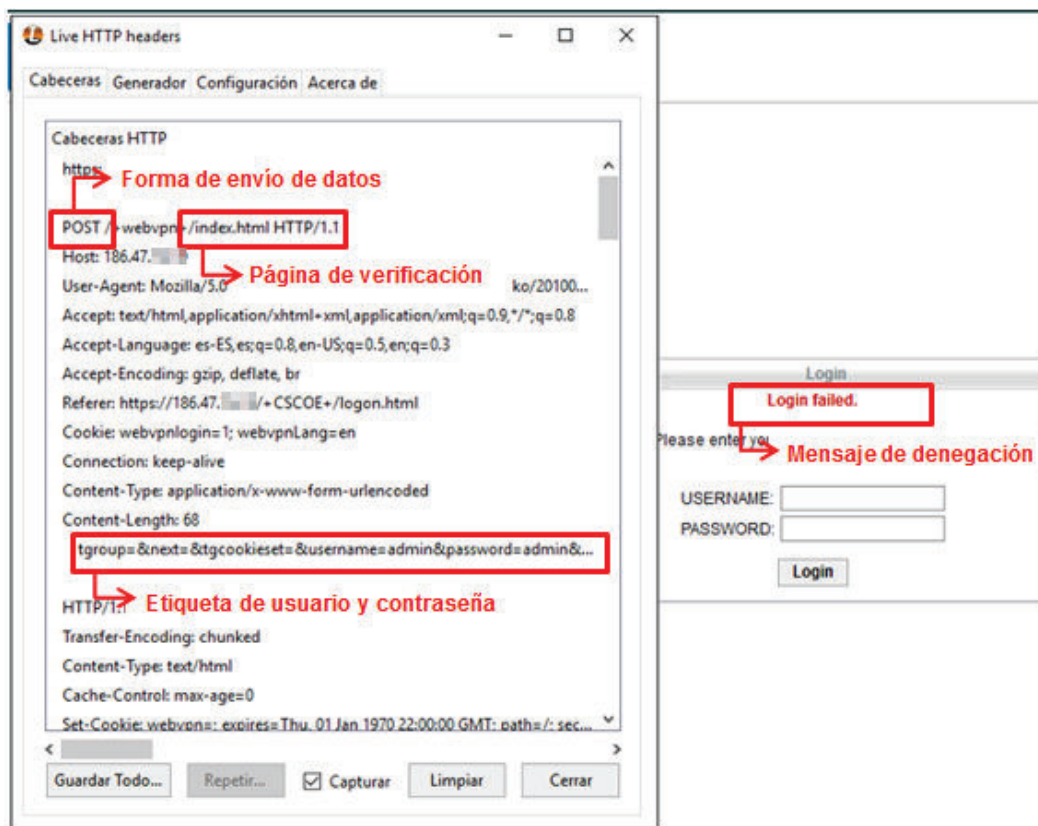 Live HTTP headers
Cabeceras Generador Configuración Acerca de
Cabeceras HTTP
https:
Forma de envío de datos
POST /+webvpn+/index.html HTTP/1.1
Host: 186.47.
Página de verificación
User-Agent: Mozilla/5.0 ko/20100...
Accept: text/html,application/xhtml+xml,application/xml;q=0.9,*/*;q=0.8
Accept-Language: es-ES,es;q=0.8,en-US;q=0.5,en;q=0.3
Accept-Encoding: gzip, deflate, br
Referer: https://186.47. /+CSCOE+/logon.html
Cookie: webvpnlogin=1; webvpnLang=en
Connection: keep-alive
Content-Type: application/x-www-form-urlencoded
Content-Length: 68
tgroup=&next=&tgcookieset=&username=admin&password=admin&...
Etiqueta de usuario y contraseña
HTTP/1.
Transfer-Encoding: chunked
Content-Type: text/html
Cache-Control: max-age=0
Set-Cookie: webvpn=; expires=Thu, 01 Jan 1970 22:00:00 GMT; path=/; sec...
Guardar Todo... Repetir... Capturar Limpiar Cerrar
Login
Login failed.
Please enter
Mensaje de denegación
USERNAME:
PASSWORD:
Login